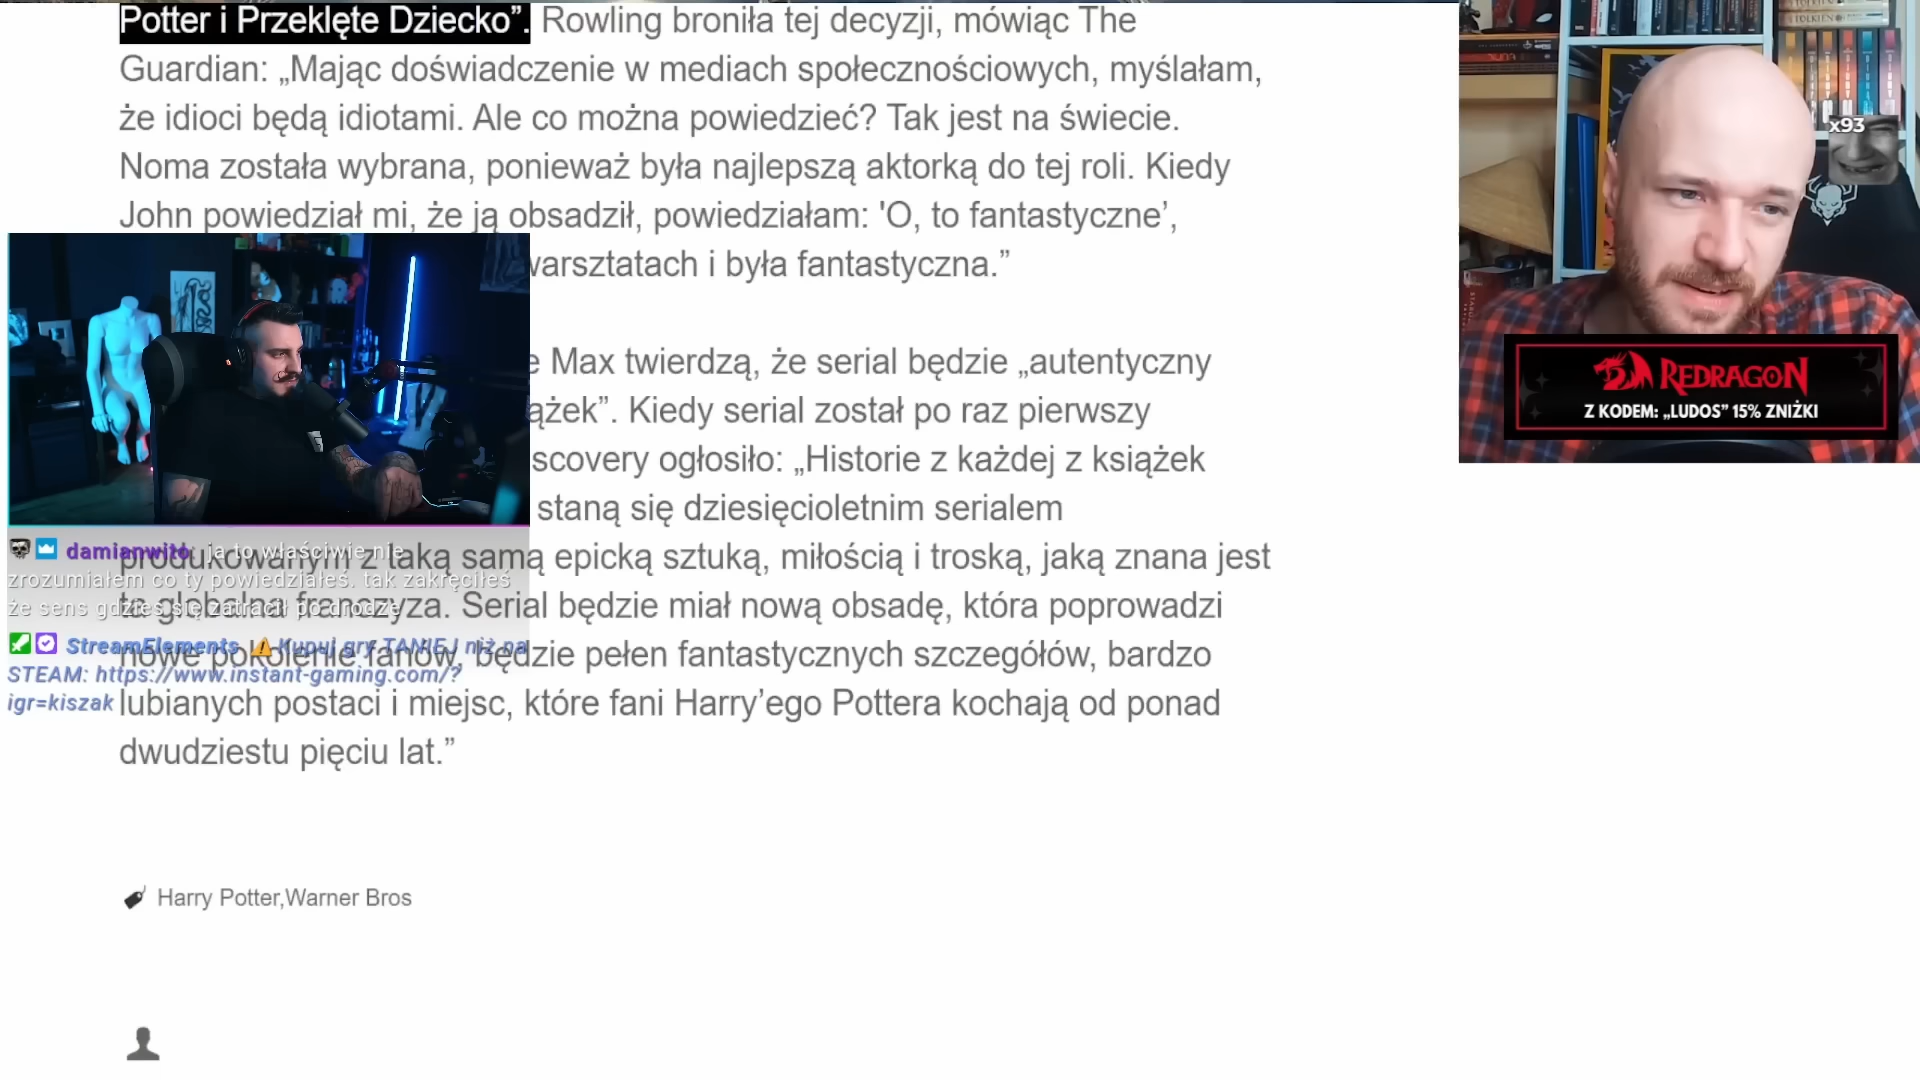 Potter i Przeklęte Dziecko”. Rowling broniła tej decyzji, mówiąc The
Guardian: „Mając doświadczenie w mediach społecznościowych, myślałam,
że idioci będą idiotami. Ale co można powiedzieć? Tak jest na świecie.
Noma została wybrana, ponieważ była najlepszą aktorką do tej roli. Kiedy
John powiedział mi, że ją obsadził, powiedziałam: 'O, to fantastyczne’,
warsztatach i była fantastyczna.”
e Max twierdzą, że serial będzie „autentyczny
ążek”. Kiedy serial został po raz pierwszy
scovery ogłosiło: „Historie z każdej z książek
staną się dziesięcioletnim serialem
produkowanym z taką samą epicką sztuką, miłością i troską, jaką znana jest
ta globalna franczyza. Serial będzie miał nową obsadę, która poprowadzi
nowe pokolenie fanów, będzie pełen fantastycznych szczegółów, bardzo
lubianych postaci i miejsc, które fani Harry’ego Pottera kochają od ponad
dwudziestu pięciu lat.”
Harry Potter,Warner Bros
damianwito: ja to właściwie nie
zrozumiałem co ty powiedziałeś. tak zakręciłeś
że sens gdzieś się zatracił po drodze
StreamElements: Kupuj gry TANIEJ niż na
STEAM: https://www.instant-gaming.com/?
igr=kiszak
x93
TOLKIEN
REDRAGON
Z KODEM: „LUDOS” 15% ZNIŻKI